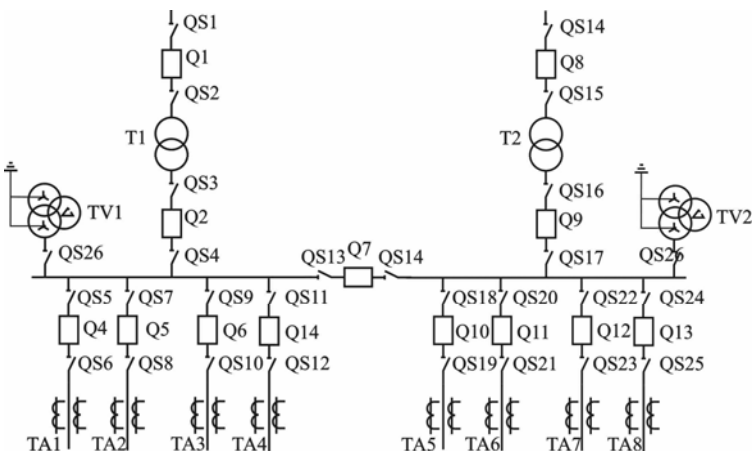 QS1 QS14
Q1 Q8
QS2 QS15
T1 T2
QS3 QS16
TV1 Q2 Q9 TV2
QS26 QS4 QS13 Q7 QS14 QS17 QS26
QS5 QS7 QS9 QS11 QS18 QS20 QS22 QS24
Q4 Q5 Q6 Q14 Q10 Q11 Q12 Q13
QS6 QS8 QS10 QS12 QS19 QS21 QS23 QS25
TA1 TA2 TA3 TA4 TA5 TA6 TA7 TA8